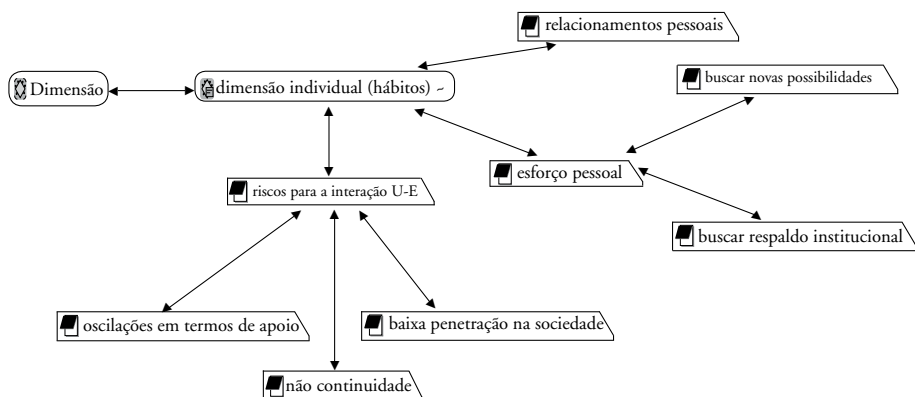 relacionamentos pessoais
buscar novas possibilidades
Dimensão
dimensão individual (hábitos) ~
esforço pessoal
riscos para a interação U-E
buscar respaldo institucional
oscilações em termos de apoio
baixa penetração na sociedade
não continuidade